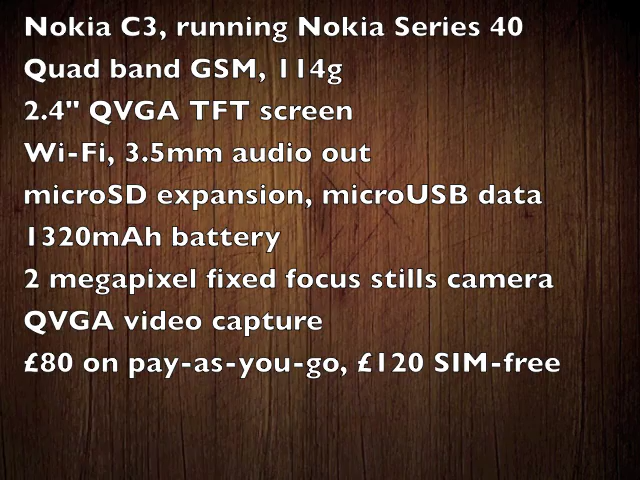 Nokia C3, running Nokia Series 40
Quad band GSM, 114g
2.4" QVGA TFT screen
Wi-Fi, 3.5mm audio out
microSD expansion, microUSB data
1320mAh battery
2 megapixel fixed focus stills camera
QVGA video capture
£80 on pay-as-you-go, £120 SIM-free